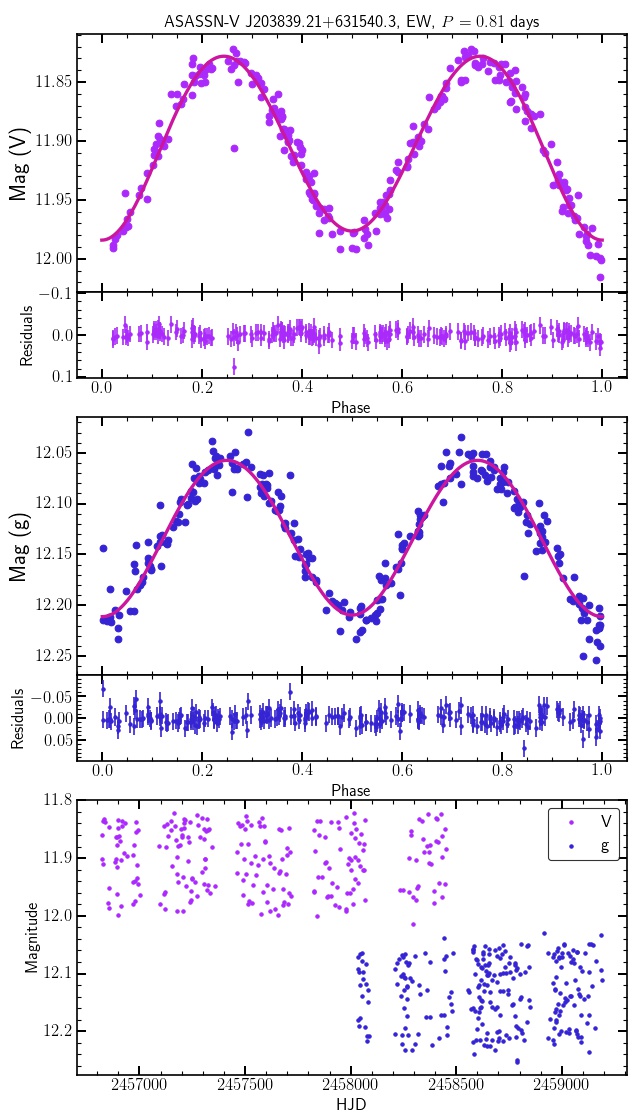 ASASSN-V J203839.21+631540.3, EW, P = 0.81 days
11.85
11.90
11.95
12.00
Mag (V)
−0.1
0.0
0.1
Residuals
0.0 0.2 0.4 0.6 0.8 1.0
Phase
12.05
12.10
12.15
12.20
12.25
Mag (g)
−0.05
0.00
0.05
Residuals
0.0 0.2 0.4 0.6 0.8 1.0
Phase
11.8
11.9
12.0
12.1
12.2
Magnitude
V
g
2457000 2457500 2458000 2458500 2459000
HJD